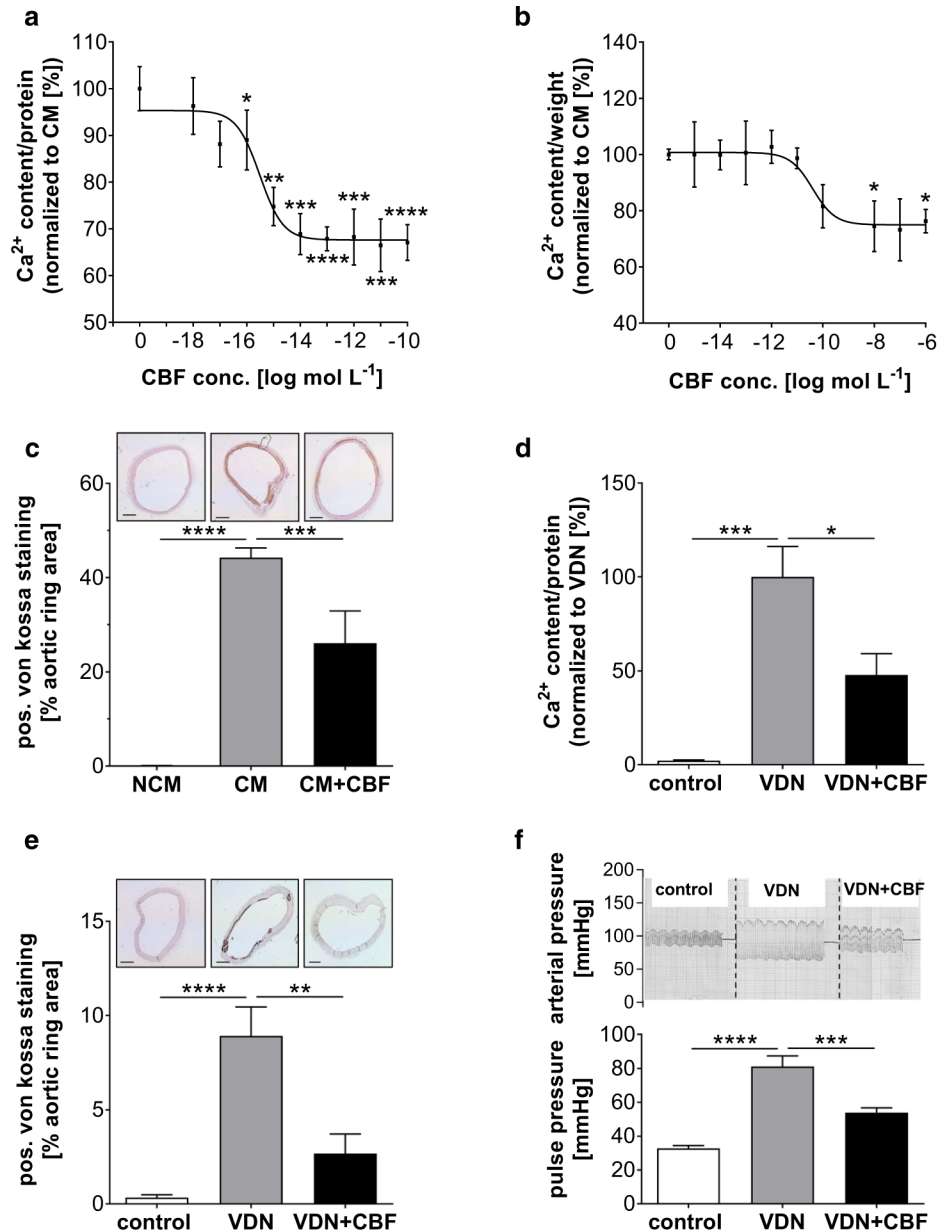 a
Ca2+ content/protein
(normalized to CM [%])
110
100
90
80
70
60
50
*
**
***
****
***
***
****
0 -18 -16 -14 -12 -10
CBF conc. [log mol L-1]
b
Ca2+ content/weight
(normalized to CM [%])
140
120
100
80
60
40
*
*
0 -14 -12 -10 -8 -6
CBF conc. [log mol L-1]
c
pos. von kossa staining
[% aortic ring area]
60
40
20
0
**** ***
NCM CM CM+CBF
d
Ca2+ content/protein
(normalized to VDN [%])
150
100
50
0
*** *
control VDN VDN+CBF
e
pos. von kossa staining
[% aortic ring area]
15
10
5
0
**** **
control VDN VDN+CBF
f
arterial pressure
[mmHg]
200
150
100
50
0
control VDN VDN+CBF
pulse pressure
[mmHg]
100
80
60
40
20
0
**** ***
control VDN VDN+CBF